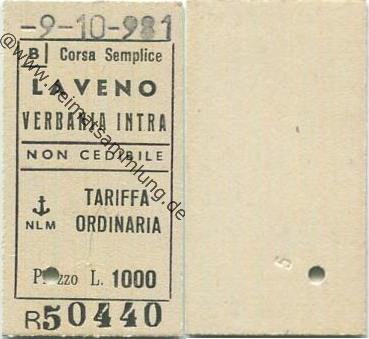 -9-10-981
B Corsa Semplice
LAVENO
VERBANIA INTRA
NON CEDIBILE
TARIFFA
NLM ORDINARIA
Prezzo L. 1000
R50440
5
@www.heimatsammlung.de